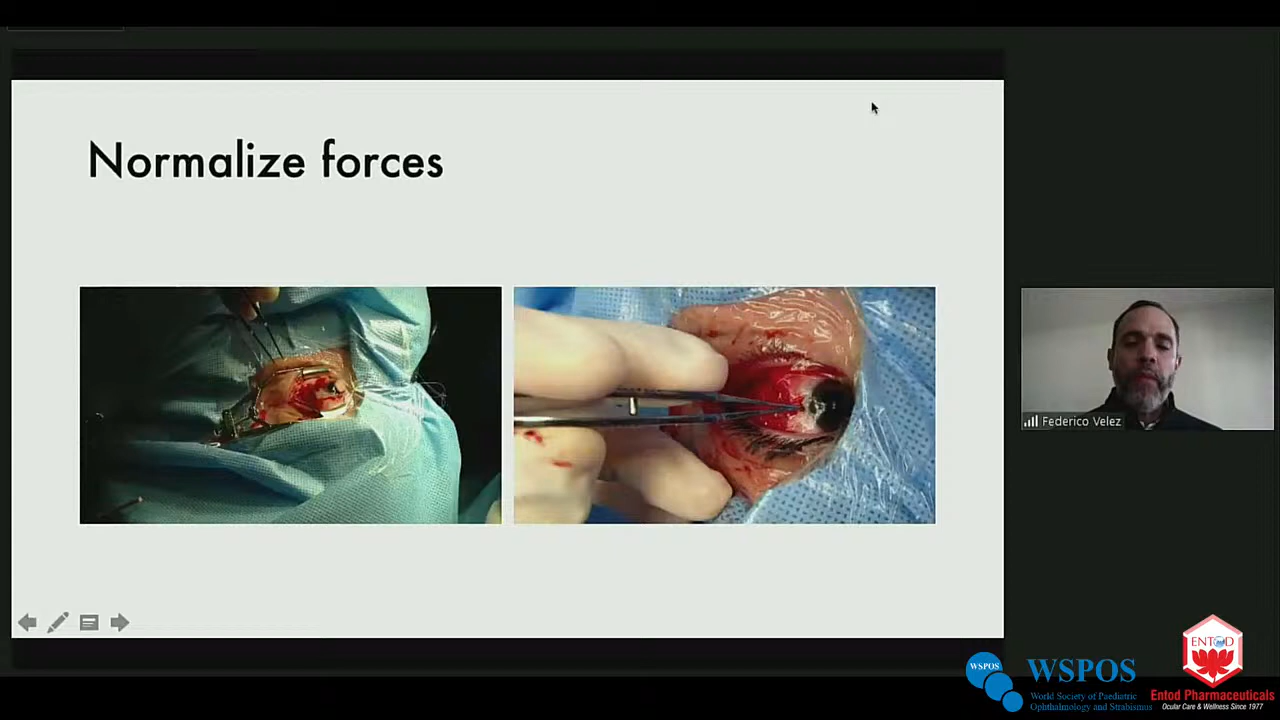 Normalize forces
Federico Velez
WSPOS
WSPOS
World Society of Paediatric
Ophthalmology and Strabismus
ENTOD
Entod Pharmaceuticals
Ocular Care & Wellness Since 1977